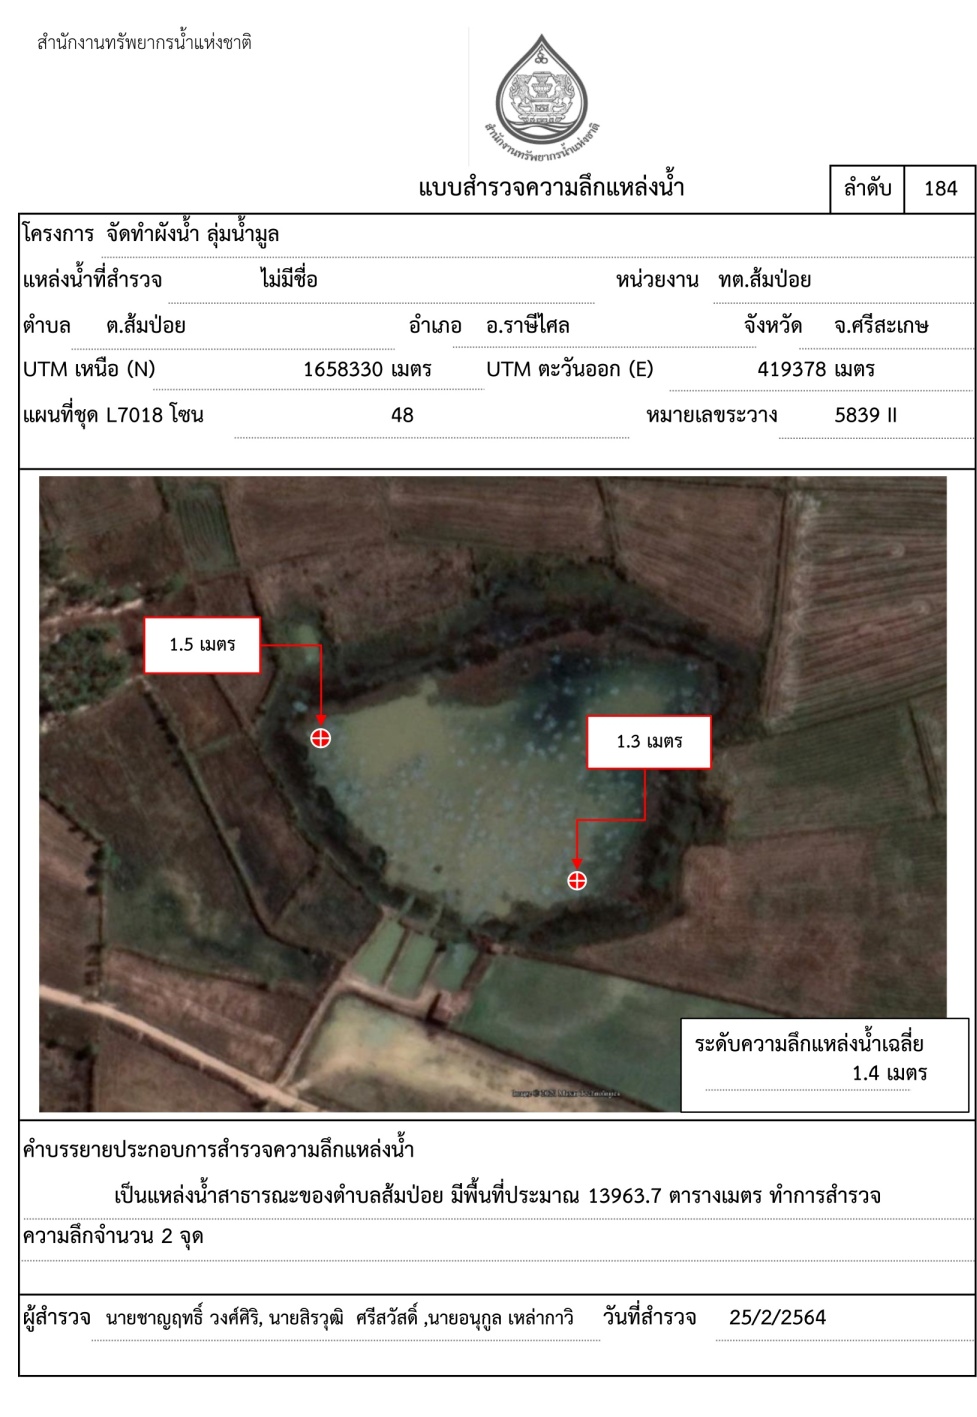 สำนักงานทรัพยากรน้ำแห่งชาติ
สำนักงานทรัพยากรน้ำแห่งชาติ
แบบสำรวจความลึกแหล่งน้ำ ลำดับ 184
โครงการ จัดทำผังน้ำ ลุ่มน้ำมูล
แหล่งน้ำที่สำรวจ ไม่มีชื่อ หน่วยงาน ทต.ส้มป่อย
ตำบล ต.ส้มป่อย อำเภอ อ.ราษีไศล จังหวัด จ.ศรีสะเกษ
UTM เหนือ (N) 1658330 เมตร UTM ตะวันออก (E) 419378 เมตร
แผนที่ชุด L7018 โซน 48 หมายเลขระวาง 5839 II
1.5 เมตร
1.3 เมตร
ระดับความลึกแหล่งน้ำเฉลี่ย
1.4 เมตร
คำบรรยายประกอบการสำรวจความลึกแหล่งน้ำ
เป็นแหล่งน้ำสาธารณะของตำบลส้มป่อย มีพื้นที่ประมาณ 13963.7 ตารางเมตร ทำการสำรวจ
ความลึกจำนวน 2 จุด
ผู้สำรวจ นายชาญฤทธิ์ วงศ์ศิริ, นายสิรวุฒิ ศรีสวัสดิ์ ,นายอนุกูล เหล่ากาวิ วันที่สำรวจ 25/2/2564